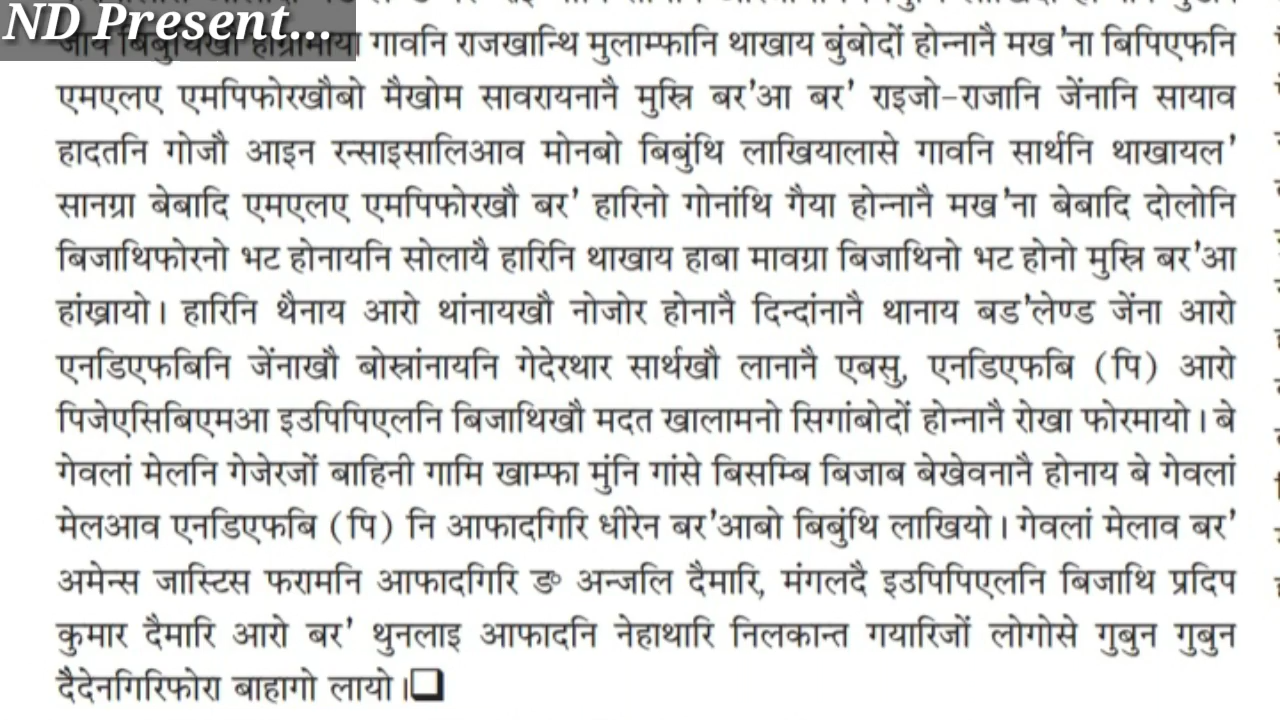 ND Present...
जाय बिबुंथिखौ होग्रामाया गावनि राजखान्थि मुलाम्फानि थाखाय बुंबोदों होन्नानै मख'ना बिपिएफनि
एमएलए एमपिफोरखौबो मैखोम सावरायनानै मुस्रि बर'आ बर' राइजो-राजानि जेंनानि सायाव
हादतनि गोजौ आइन रन्साइसालिआव मोनबो बिबुंथि लाखियालासे गावनि सार्थनि थाखायल'
सानग्रा बेबादि एमएलए एमपिफोरखौ बर' हारिनो गोनांथि गैया होन्नानै मख'ना बेबादि दोलोनि
बिजाथिफोरनो भट होनायनि सोलायै हारिनि थाखाय हाबा मावग्रा बिजाथिनो भट होनो मुस्रि बर'आ
हांख्रायो। हारिनि थैनाय आरो थांनायखौ नोजोर होनानै दिन्दांनानै थानाय बड'लेण्ड जेंना आरो
एनडिएफबिनि जेंनाखौ बोस्रांनायनि गेदेरथार सार्थखौ लानानै एबसु, एनडिएफबि (पि) आरो
पिजेएसिबिएमआ इउपिपिएलनि बिजाथिखौ मदत खालामनो सिगांबोदों होन्नानै रोखा फोरमायो। बे
गेवलां मेलनि गेजेरजों बाहिनी गामि खाम्फा मुंनि गांसे बिसम्बि बिजाब बेखेवनानै होनाय बे गेवलां
मेलआव एनडिएफबि (पि) नि आफादगिरि धीरेन बर'आबो बिबुंथि लाखियो। गेवलां मेलाव बर'
अमेन्स जास्टिस फरामनि आफादगिरि डঃ अन्जलि दैमारि, मंगलदै इउपिपिएलनि बिजाथि प्रदिप
कुमार दैमारि आरो बर' थुनलाइ आफादनि नेहाथारि निलकान्त गयारिजों लोगोसे गुबुन गुबुन
दैदेनगिरिफोरा बाहागो लायो।❑